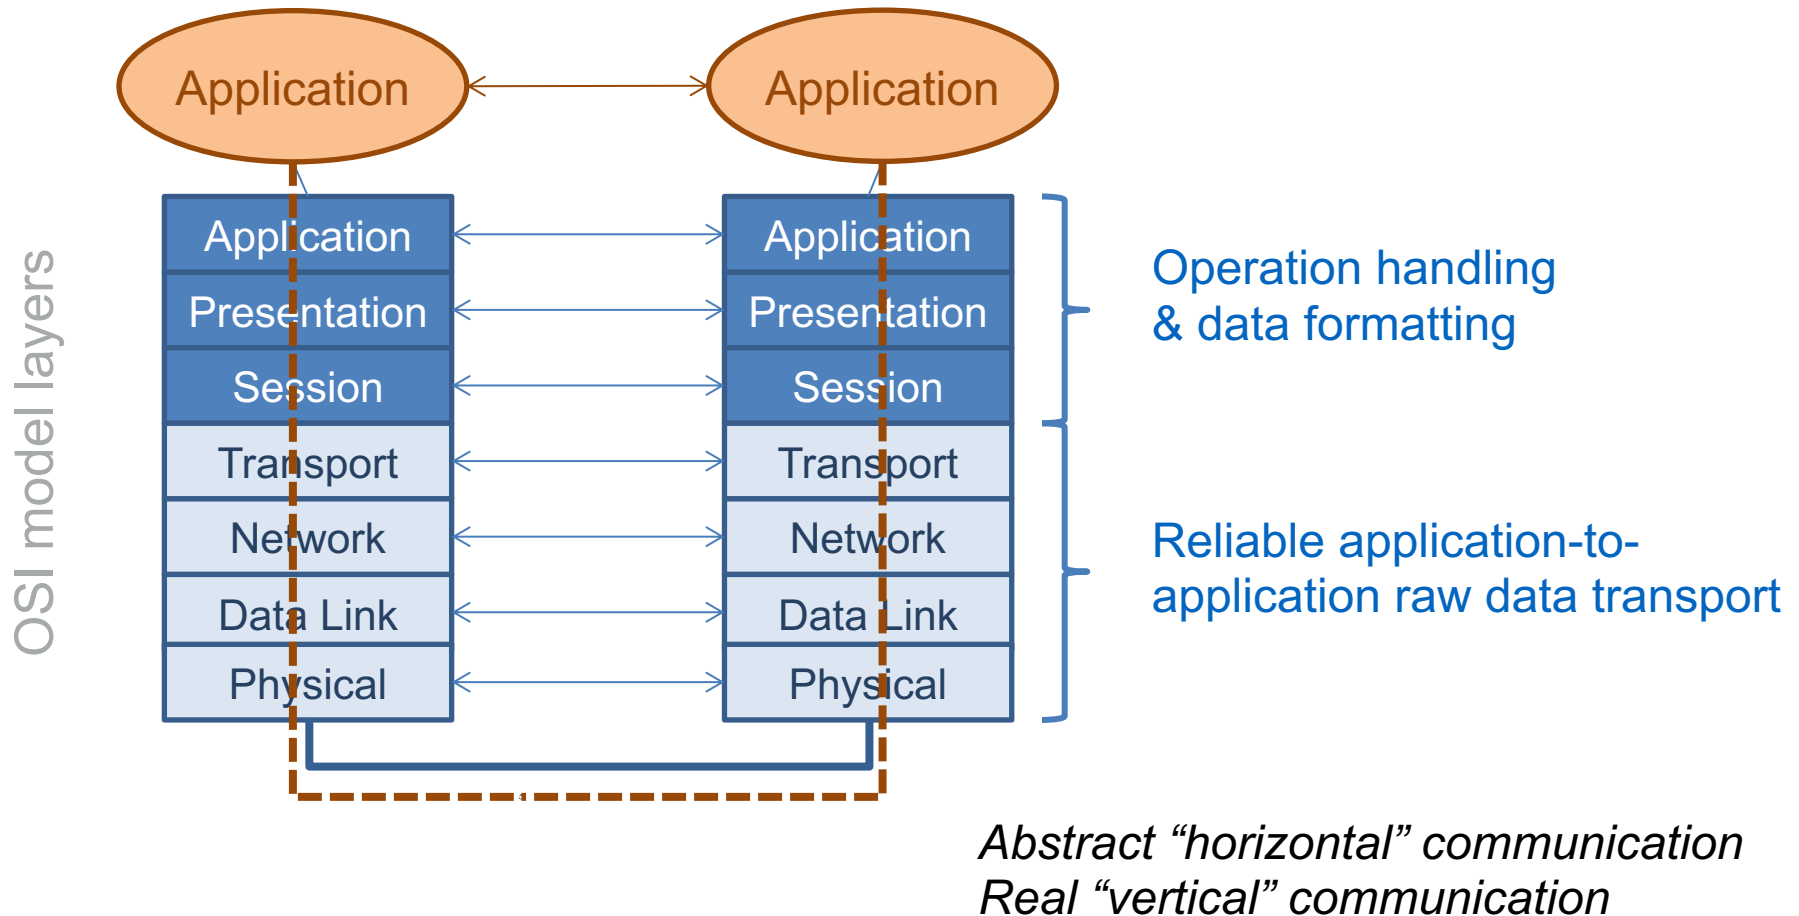 Application
Application
OSI model layers
Application
Application
Presentation
Presentation
Session
Session
Transport
Transport
Network
Network
Data Link
Data Link
Physical
Physical
Operation handling
& data formatting
Reliable application-to-
application raw data transport
Abstract “horizontal” communication
Real “vertical” communication